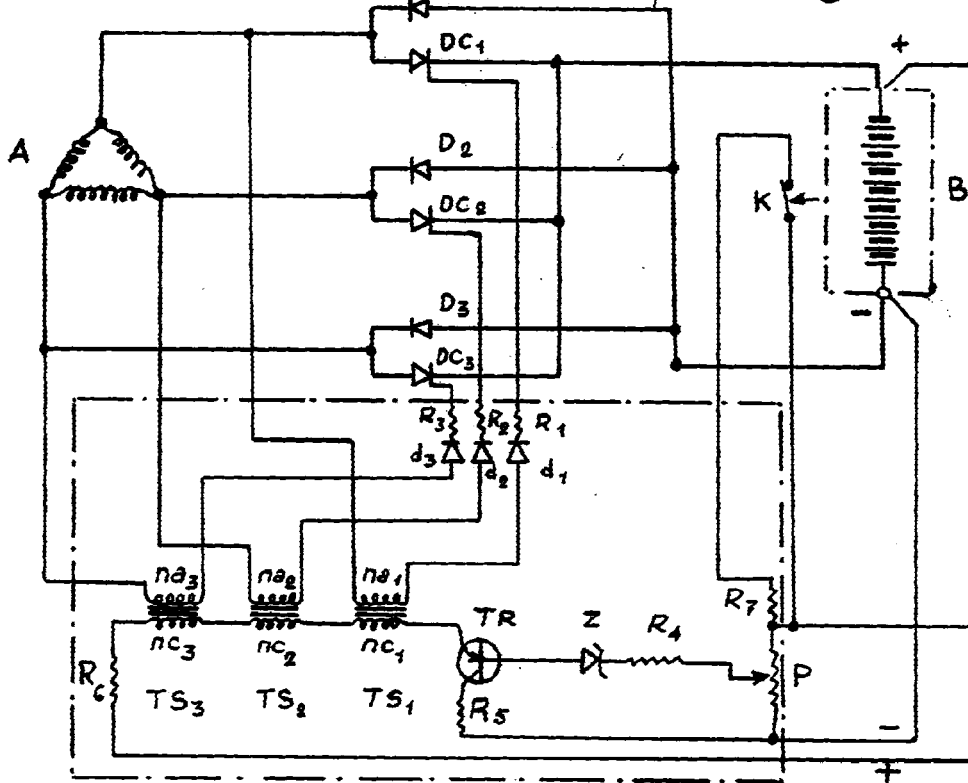 DC₁
+
A
D₂
K
B
DC₂
−
D₃
DC₃
R₃ R₂ R₁
d₃ d₂ d₁
na₃ na₂ na₁
R₇
TR Z R₄
nc₃ nc₂ nc₁
R₆
P
TS₃ TS₂ TS₁
R₅
−
+